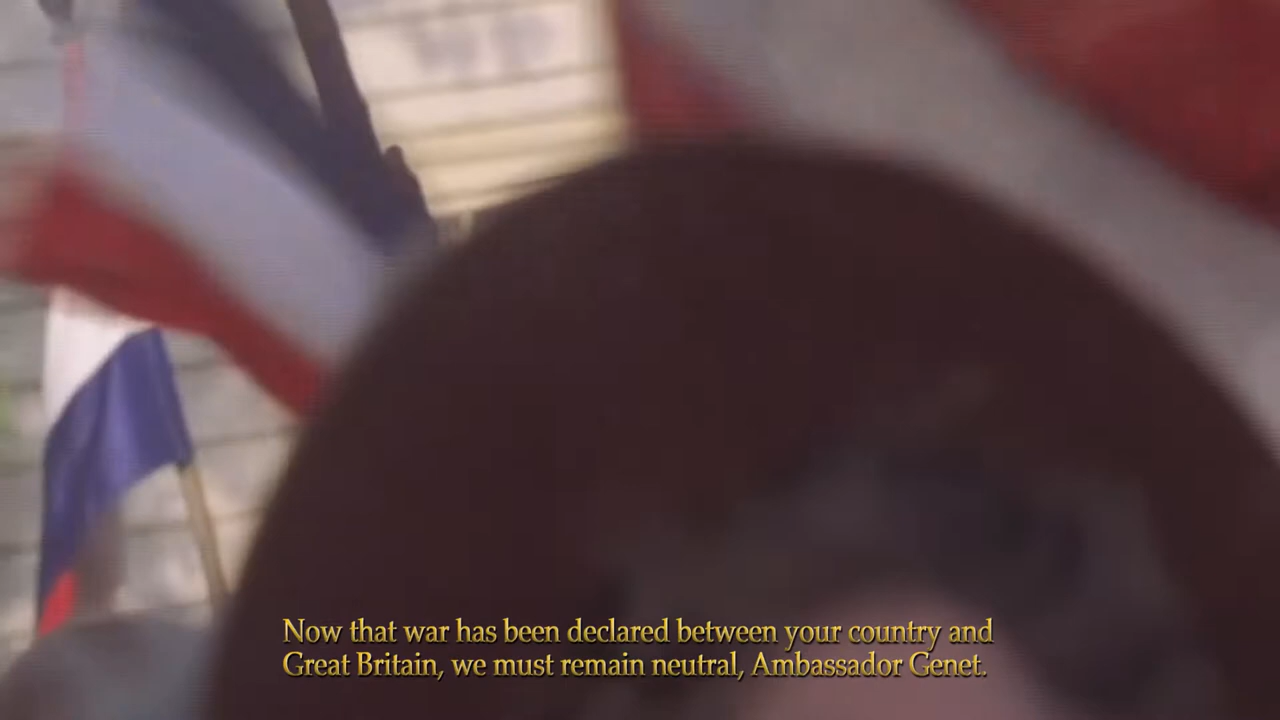 Now that war has been declared between your country and
Great Britain, we must remain neutral, Ambassador Genet.